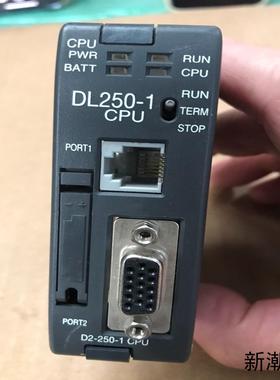 CPU
PWR RUN
BATT CPU
DL250-1 RUN
CPU TERM
STOP
PORT1
PORT2
D2-250-1 CPU
新潮